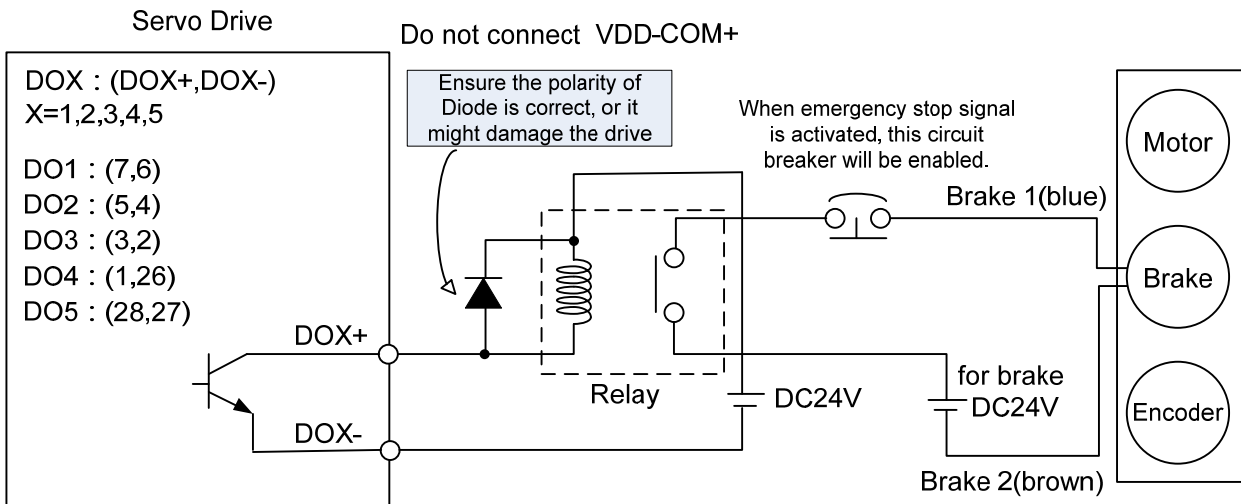 Servo Drive
Do not connect VDD-COM+
DOX : (DOX+,DOX-)
X=1,2,3,4,5
DO1 : (7,6)
DO2 : (5,4)
DO3 : (3,2)
DO4 : (1,26)
DO5 : (28,27)
Ensure the polarity of
Diode is correct, or it
might damage the drive
When emergency stop signal
is activated, this circuit
breaker will be enabled.
Motor
Brake 1(blue)
Brake
DOX+
Relay
DC24V
for brake
DC24V
Encoder
DOX-
Brake 2(brown)